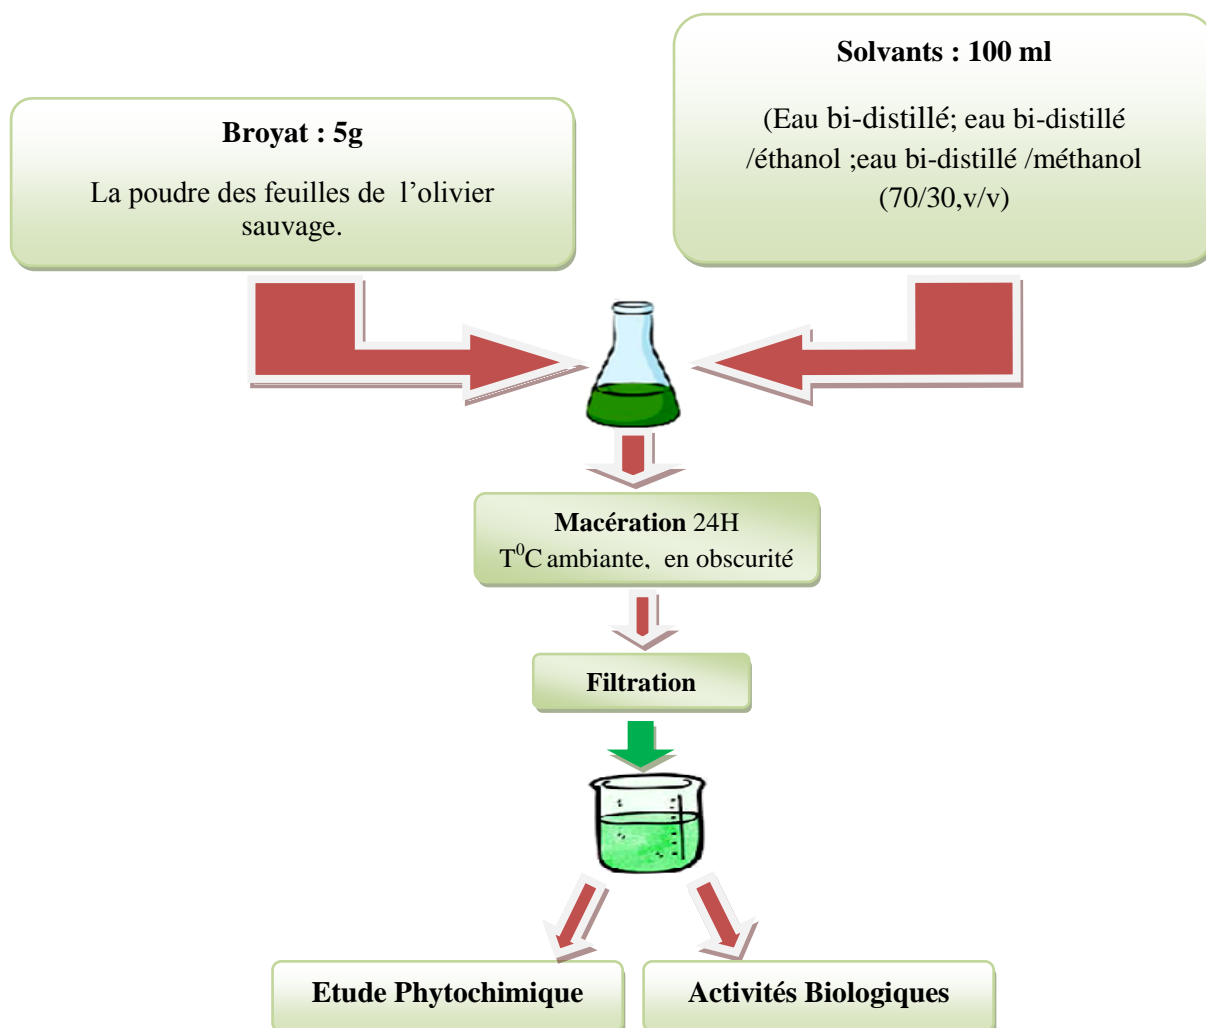 Broyat : 5g
La poudre des feuilles de l’olivier
sauvage.
Solvants : 100 ml
(Eau bi-distillé; eau bi-distillé
/éthanol ;eau bi-distillé /méthanol
(70/30,v/v)
Macération 24H
T⁰C ambiante, en obscurité
Filtration
Etude Phytochimique
Activités Biologiques